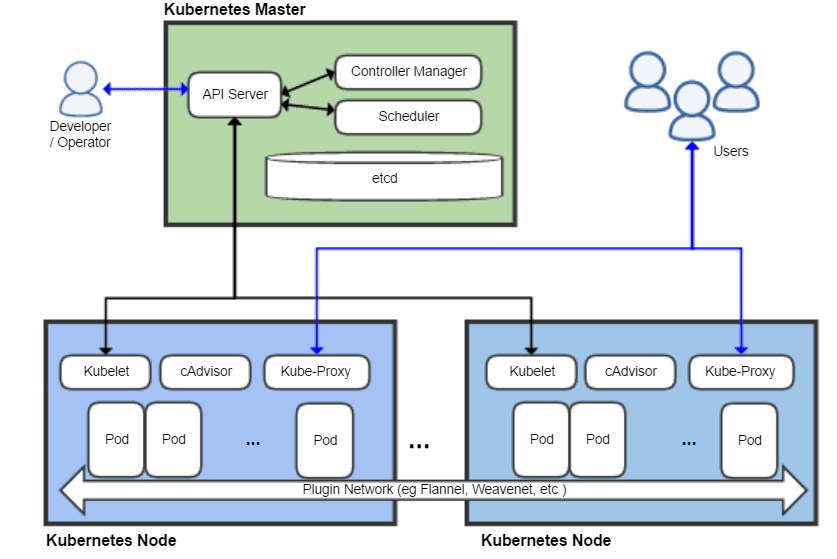 Kubernetes Master
API Server
Controller Manager
Scheduler
etcd
Developer
/ Operator
Users
Kubelet
cAdvisor
Kube-Proxy
Pod
Pod
...
Pod
...
Kubelet
cAdvisor
Kube-Proxy
Pod
Pod
...
Pod
Plugin Network (eg Flannel, Weavenet, etc )
Kubernetes Node
Kubernetes Node